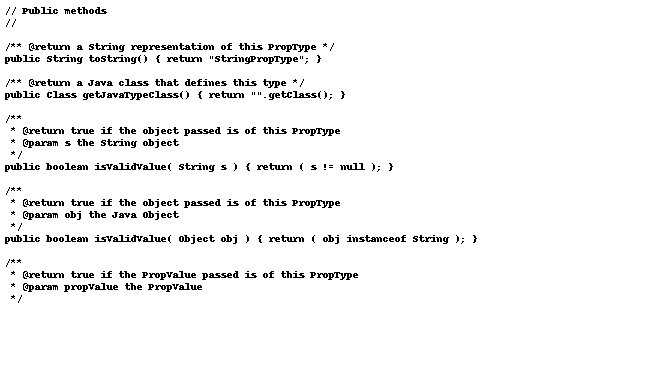 // Public methods
//
/** @return a String representation of this PropType */
public String toString() { return "StringPropType"; }
/** @return a Java class that defines this type */
public Class getJavaTypeClass() { return "".getClass(); }
/**
 * @return true if the object passed is of this PropType
 * @param s the String object
 */
public boolean isValidValue( String s ) { return ( s != null ); }
/**
 * @return true if the object passed is of this PropType
 * @param obj the Java Object
 */
public boolean isValidValue( Object obj ) { return ( obj instanceof String ); }
/**
 * @return true if the PropValue passed is of this PropType
 * @param propValue the PropValue
 */